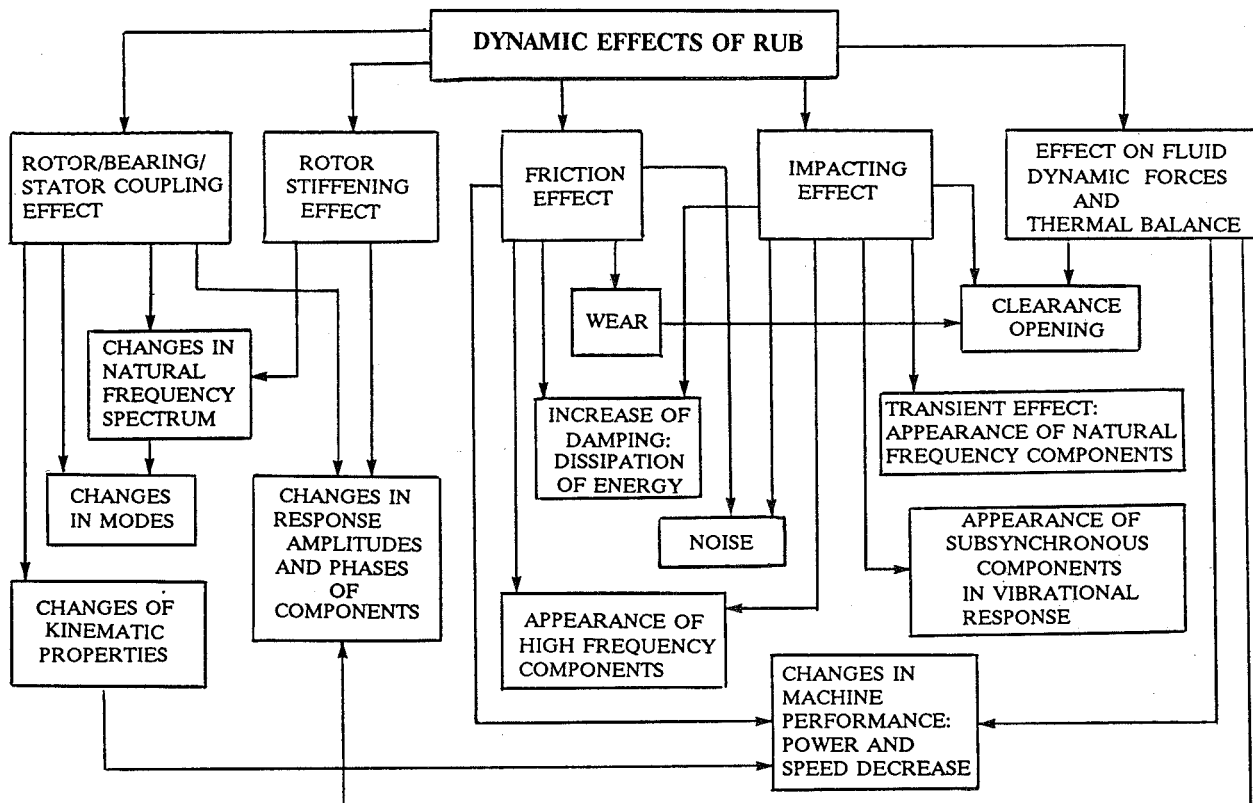 DYNAMIC EFFECTS OF RUB
ROTOR/BEARING/
STATOR COUPLING
EFFECT
ROTOR
STIFFENING
EFFECT
FRICTION
EFFECT
IMPACTING
EFFECT
EFFECT ON FLUID
DYNAMIC FORCES
AND
THERMAL BALANCE
WEAR
CLEARANCE
OPENING
CHANGES IN
NATURAL
FREQUENCY
SPECTRUM
INCREASE OF
DAMPING:
DISSIPATION
OF ENERGY
TRANSIENT EFFECT:
APPEARANCE OF NATURAL
FREQUENCY COMPONENTS
CHANGES
IN MODES
CHANGES IN
RESPONSE
AMPLITUDES
AND PHASES
OF
COMPONENTS
NOISE
APPEARANCE OF
SUBSYNCHRONOUS
COMPONENTS
IN VIBRATIONAL
RESPONSE
CHANGES OF
KINEMATIC
PROPERTIES
APPEARANCE OF
HIGH FREQUENCY
COMPONENTS
CHANGES IN
MACHINE
PERFORMANCE:
POWER AND
SPEED DECREASE